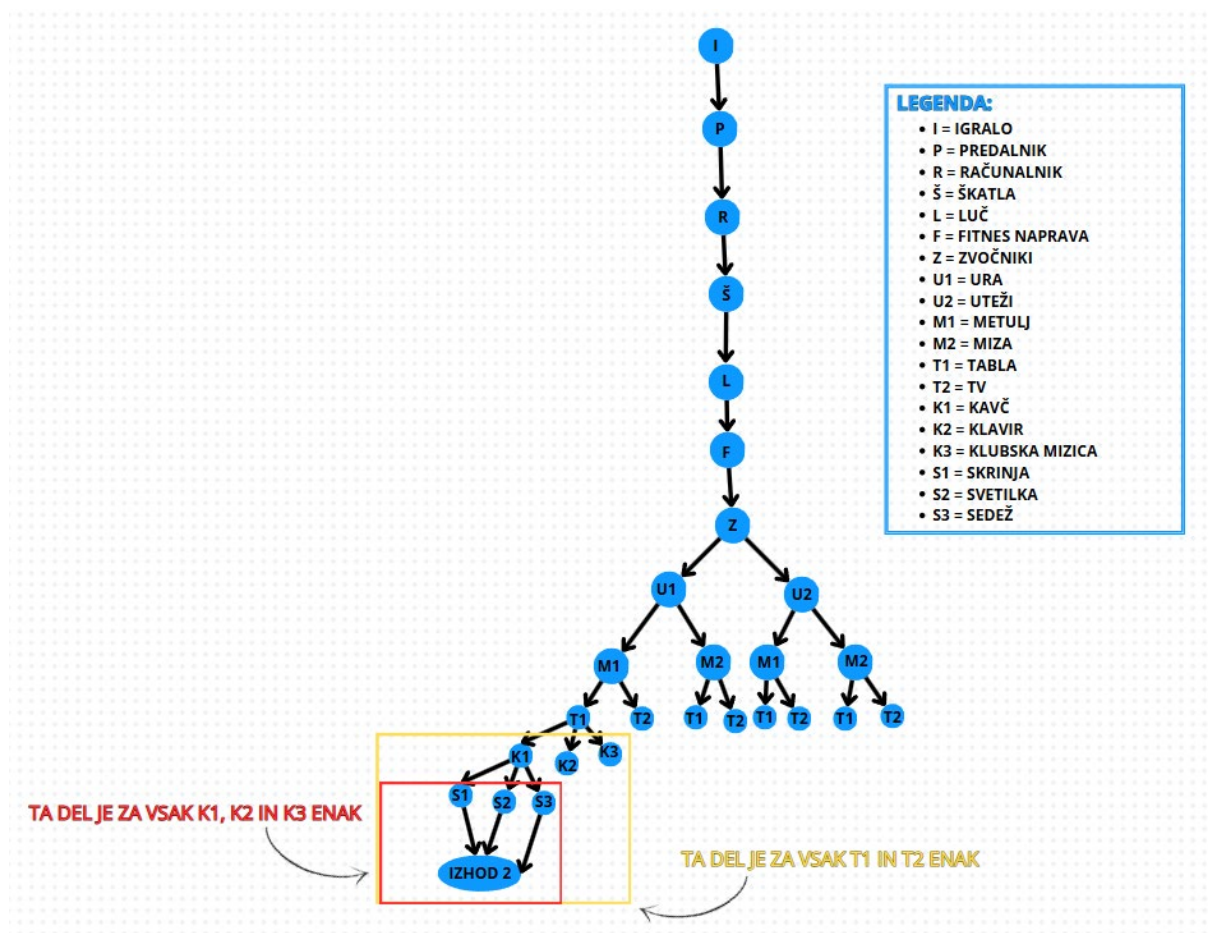 I
P
R
Š
L
F
Z
U1
U2
M1
M2
M1
M2
T1
T2
T1
T2
T1
T2
T1
T2
K1
K2
K3
S1
S2
S3
IZHOD 2
TA DEL JE ZA VSAK K1, K2 IN K3 ENAK
TA DEL JE ZA VSAK T1 IN T2 ENAK
LEGENDA:
• I = IGRALO
• P = PREDALNIK
• R = RAČUNALNIK
• Š = ŠKATLA
• L = LUČ
• F = FITNES NAPRAVA
• Z = ZVOČNIKI
• U1 = URA
• U2 = UTEŽI
• M1 = METULJ
• M2 = MIZA
• T1 = TABLA
• T2 = TV
• K1 = KAVČ
• K2 = KLAVIR
• K3 = KLUBSKA MIZICA
• S1 = SKRINJA
• S2 = SVETILKA
• S3 = SEDEŽ